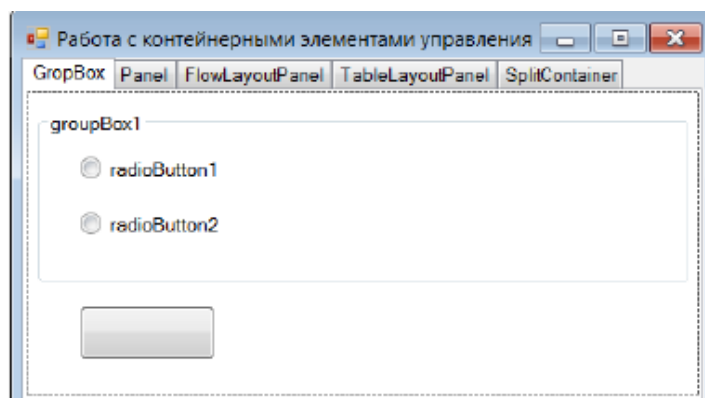 Работа с контейнерными элементами управления
GropBox Panel FlowLayoutPanel TableLayoutPanel SplitContainer
groupBox1
radioButton1
radioButton2